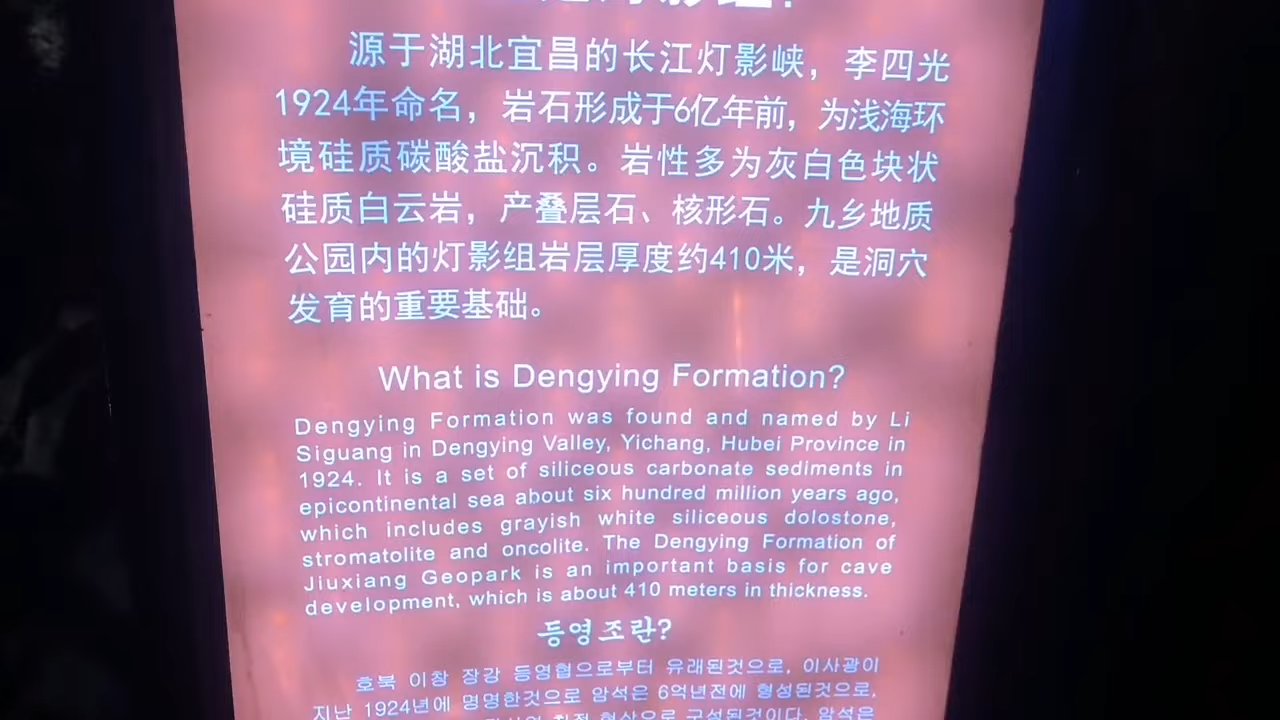 源于湖北宜昌的长江灯影峡，李四光
1924年命名，岩石形成于6亿年前，为浅海环
境硅质碳酸盐沉积。岩性多为灰白色块状
硅质白云岩，产叠层石、核形石。九乡地质
公园内的灯影组岩层厚度约410米，是洞穴
发育的重要基础。
What is Dengying Formation?
Dengying Formation was found and named by Li
Siguang in Dengying Valley, Yichang, Hubei Province in
1924. It is a set of siliceous carbonate sediments in
epicontinental sea about six hundred million years ago,
which includes grayish white siliceous dolostone,
stromatolite and oncolite. The Dengying Formation of
Jiuxiang Geopark is an important basis for cave
development, which is about 410 meters in thickness.
등영조란?
호북 이창 장강 등영협으로부터 유래된것으로, 이사광이
지난 1924년에 명명한것으로 암석은 6억년전에 형성된것으로,
구성된것이다. 암석은